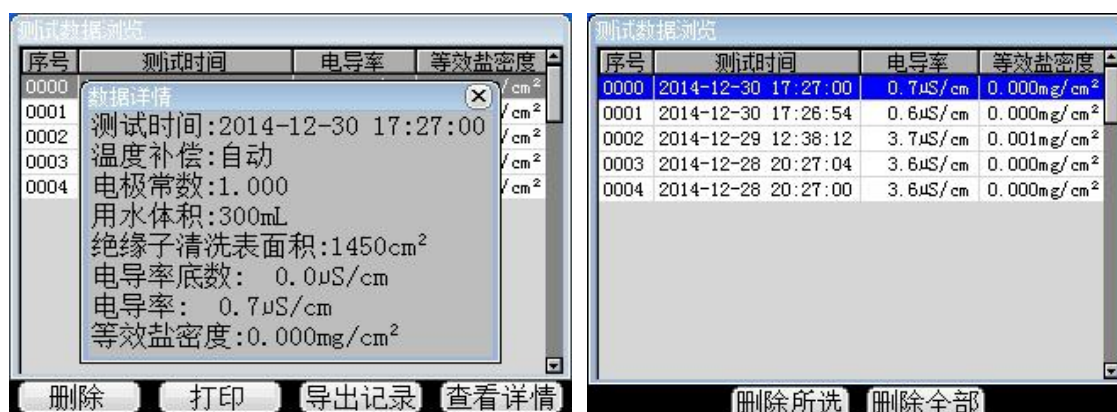 测试数据浏览
序号 测试时间 电导率 等效盐密度
0000 /cm²
0001 /cm²
0002 /cm²
0003 /cm²
0004 /cm²
数据详情
测试时间:2014-12-30 17:27:00
温度补偿:自动
电极常数:1.000
用水体积:300mL
绝缘子清洗表面积:1450cm²
电导率底数: 0.0μS/cm
电导率: 0.7μS/cm
等效盐密度:0.000mg/cm²
删除 打印 导出记录 查看详情
测试数据浏览
序号 测试时间 电导率 等效盐密度
0000 2014-12-30 17:27:00 0.7μS/cm 0.000mg/cm²
0001 2014-12-30 17:26:54 0.6μS/cm 0.000mg/cm²
0002 2014-12-29 12:38:12 3.7μS/cm 0.001mg/cm²
0003 2014-12-28 20:27:04 3.6μS/cm 0.000mg/cm²
0004 2014-12-28 20:27:00 3.6μS/cm 0.000mg/cm²
删除所选 删除全部